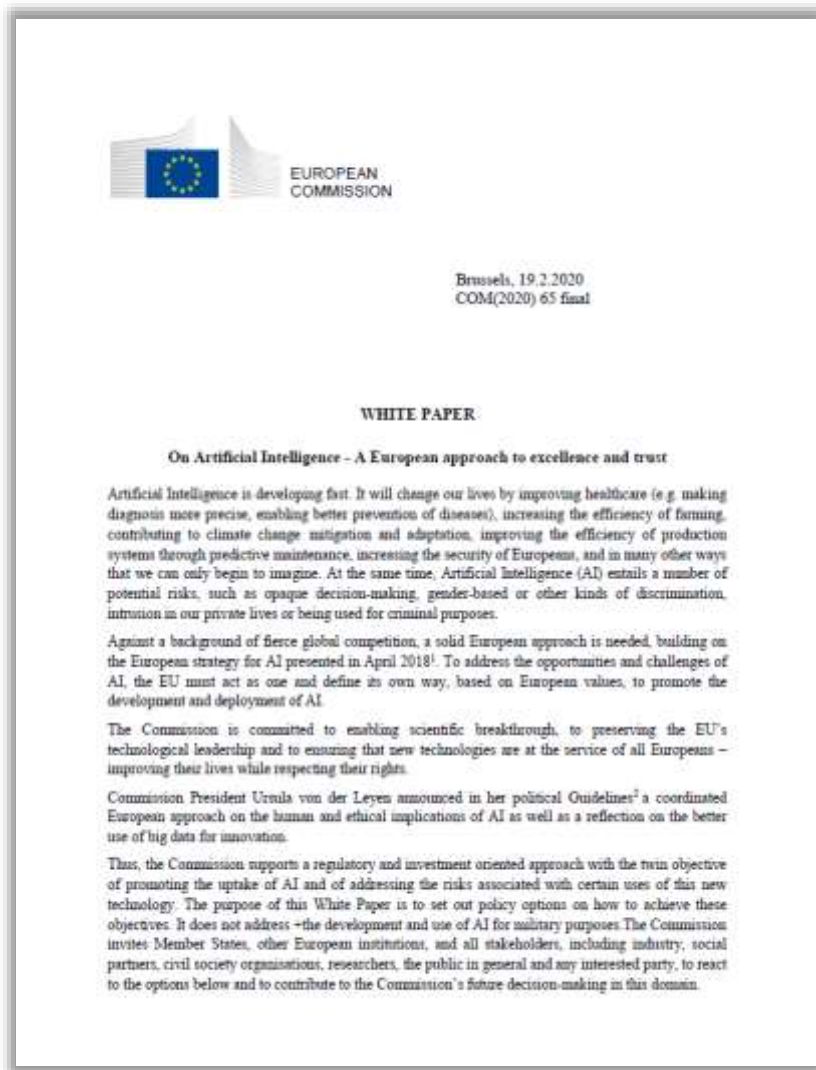 EUROPEAN
COMMISSION
Brussels, 19.2.2020
COM(2020) 65 final
WHITE PAPER
On Artificial Intelligence - A European approach to excellence and trust
Artificial Intelligence is developing fast. It will change our lives by improving healthcare (e.g. making
diagnosis more precise, enabling better prevention of diseases), increasing the efficiency of farming,
contributing to climate change mitigation and adaptation, improving the efficiency of production
systems through predictive maintenance, increasing the security of Europeans, and in many other ways
that we can only begin to imagine. At the same time, Artificial Intelligence (AI) entails a number of
potential risks, such as opaque decision-making, gender-based or other kinds of discrimination,
intrusion in our private lives or being used for criminal purposes.
Against a background of fierce global competition, a solid European approach is needed, building on
the European strategy for AI presented in April 2018¹. To address the opportunities and challenges of
AI, the EU must act as one and define its own way, based on European values, to promote the
development and deployment of AI.
The Commission is committed to enabling scientific breakthrough, to preserving the EU's
technological leadership and to ensuring that new technologies are at the service of all Europeans –
improving their lives while respecting their rights.
Commission President Ursula von der Leyen announced in her political Guidelines² a coordinated
European approach on the human and ethical implications of AI as well as a reflection on the better
use of big data for innovation.
Thus, the Commission supports a regulatory and investment oriented approach with the twin objective
of promoting the uptake of AI and of addressing the risks associated with certain uses of this new
technology. The purpose of this White Paper is to set out policy options on how to achieve these
objectives. It does not address +the development and use of AI for military purposes.The Commission
invites Member States, other European institutions, and all stakeholders, including industry, social
partners, civil society organisations, researchers, the public in general and any interested party, to react
to the options below and to contribute to the Commission's future decision-making in this domain.